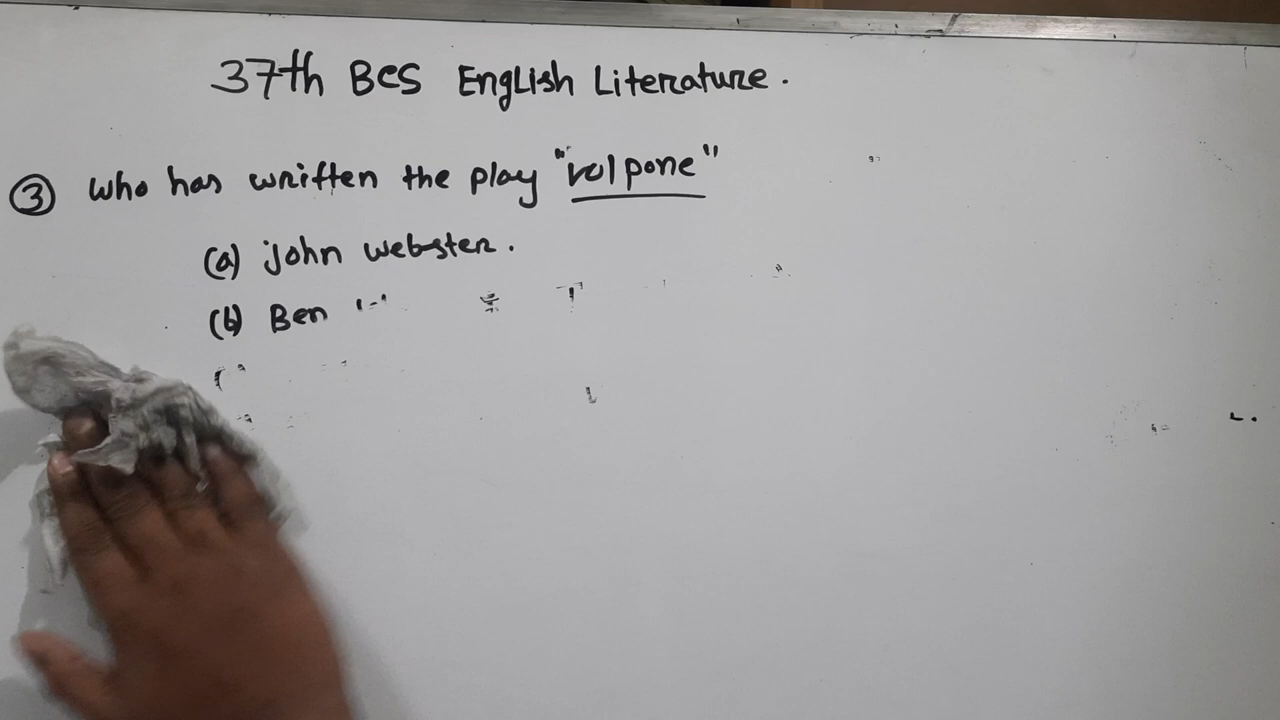 37th BCS English Literature.
③ who has written the play "volpone"
(a) john webster.
(b) Ben